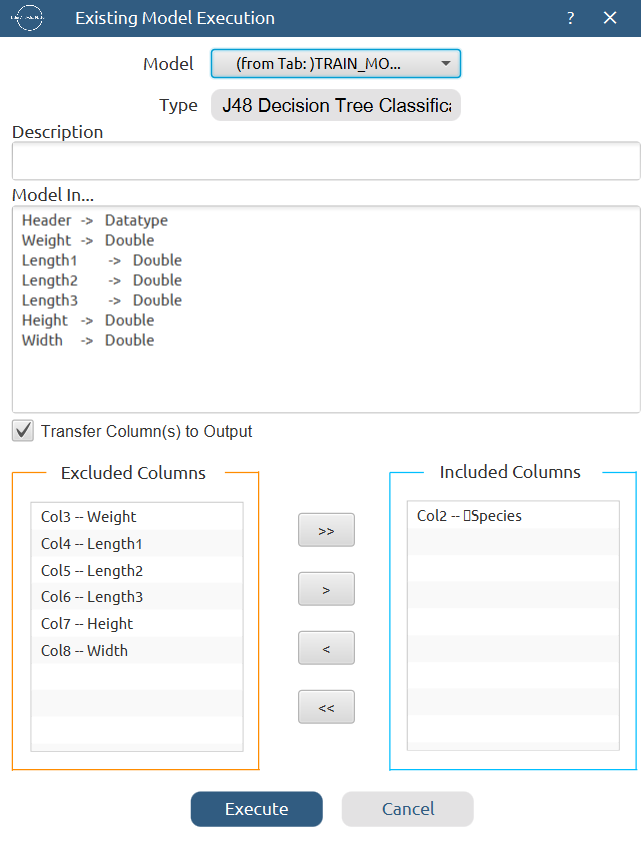 Existing Model Execution ?
Model (from Tab: )TRAIN_MO...
Type J48 Decision Tree Classifica
Description
Model In...
Header -> Datatype
Weight -> Double
Length1 -> Double
Length2 -> Double
Length3 -> Double
Height -> Double
Width -> Double
Transfer Column(s) to Output
Excluded Columns
Col3 -- Weight
Col4 -- Length1
Col5 -- Length2
Col6 -- Length3
Col7 -- Height
Col8 -- Width
>>
>
<
<<
Included Columns
Col2 -- Species
Execute Cancel